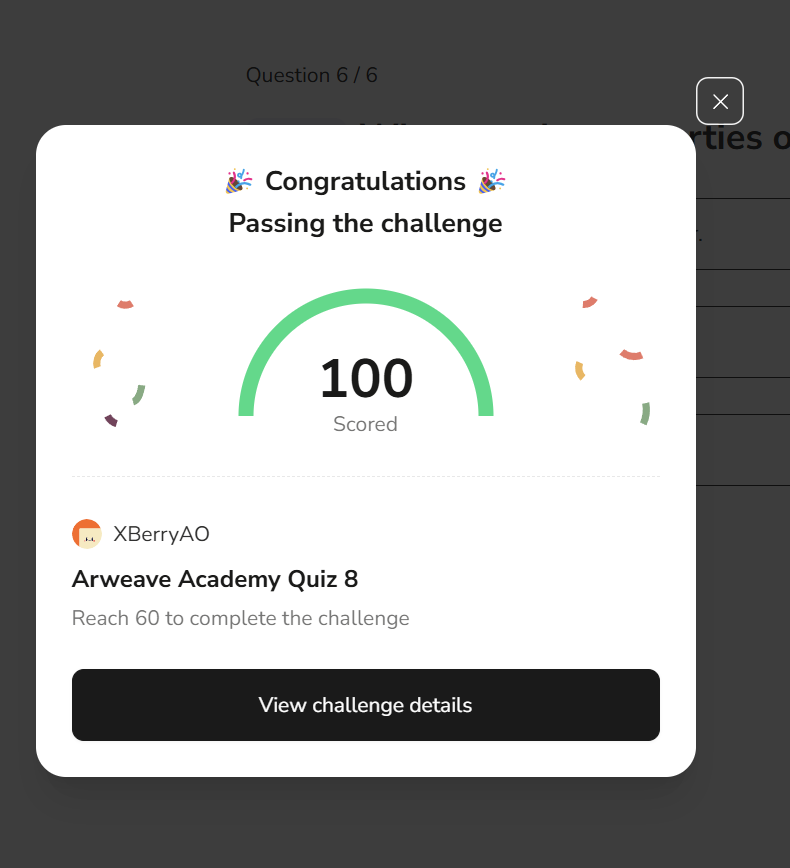 Question 6 / 6
rties o
🎉 Congratulations 🎉
Passing the challenge
100
Scored
XBerryAO
Arweave Academy Quiz 8
Reach 60 to complete the challenge
View challenge details